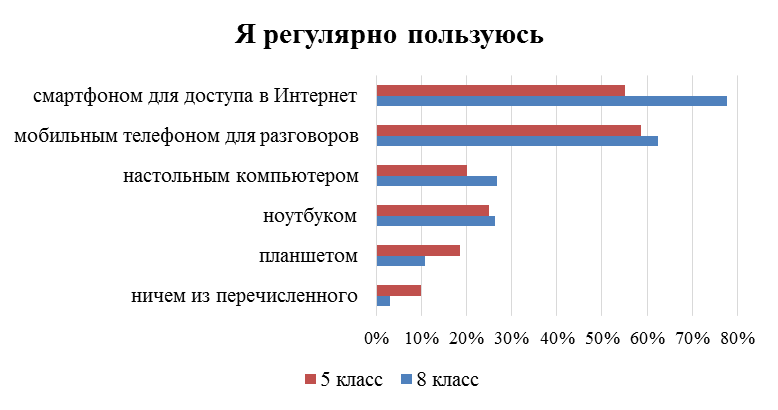 Я регулярно пользуюсь
смартфоном для доступа в Интернет
мобильным телефоном для разговоров
настольным компьютером
ноутбуком
планшетом
ничем из перечисленного
0% 10% 20% 30% 40% 50% 60% 70% 80%
5 класс 8 класс